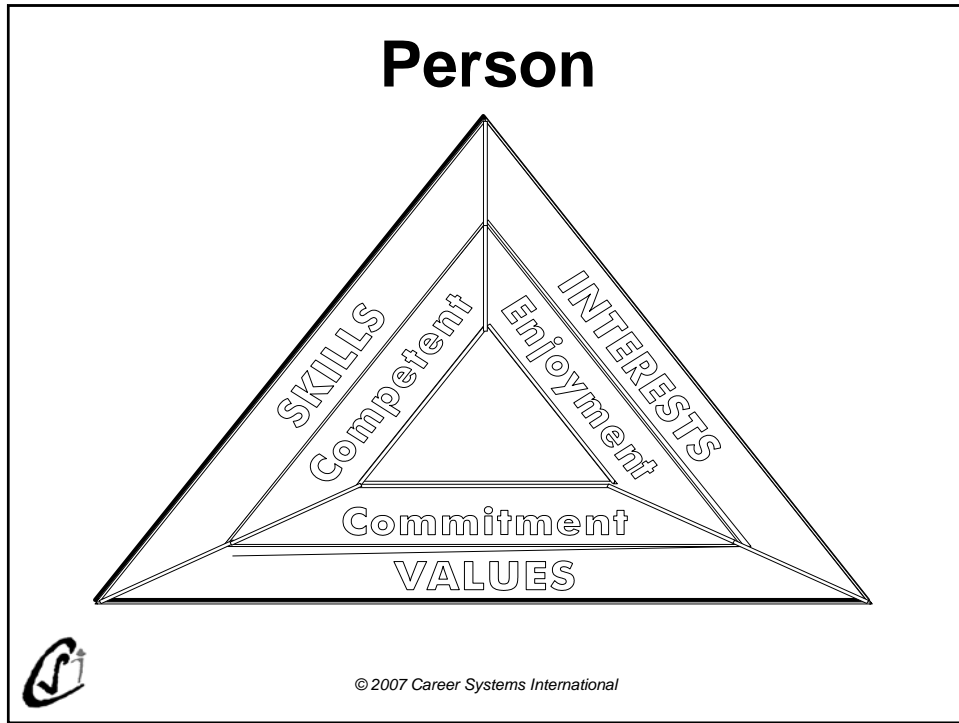 Person
SKILLS
Competent
Enjoyment
INTERESTS
Commitment
VALUES
© 2007 Career Systems International